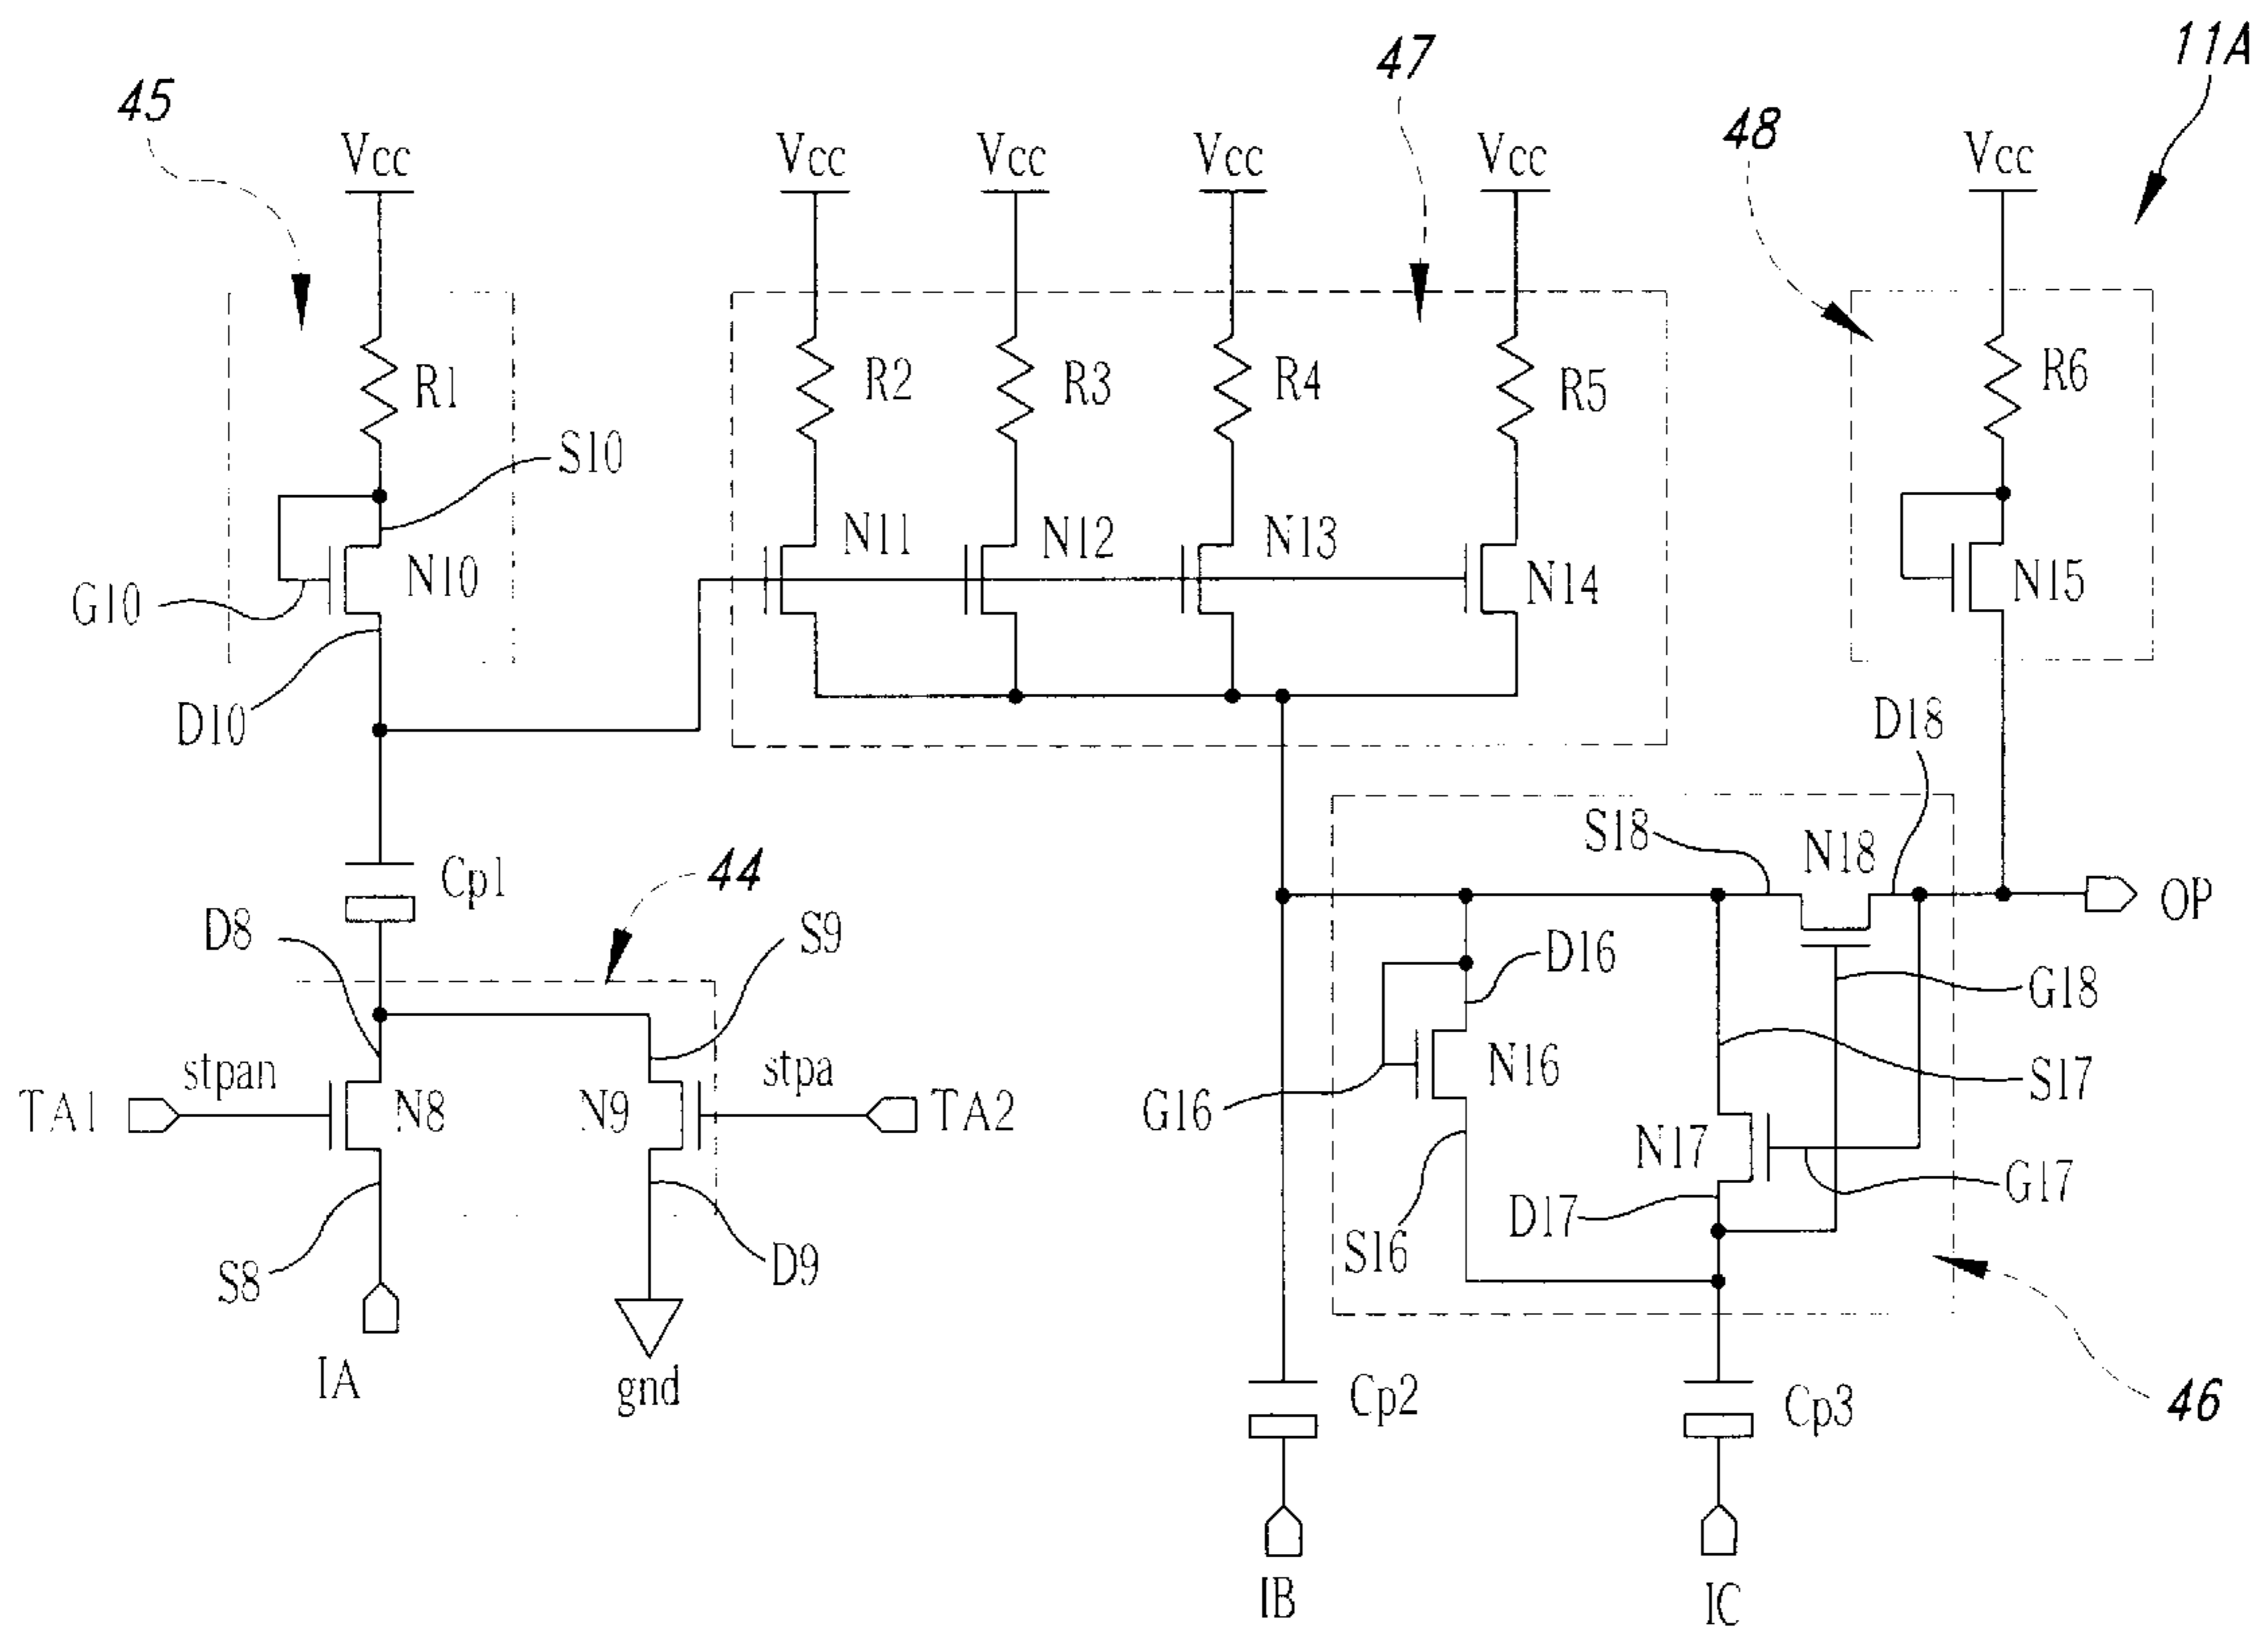 11A
47
45
48
Vcc
Vcc
Vcc
Vcc
Vcc
Vcc
R1
R2
R3
R4
R5
R6
S10
N10
G10
D10
N11
N12
N13
N14
N15
D18
S18
N18
Cp1
44
D8
S9
OP
D16
G18
stpan
stpa
N16
S17
TA1
N8
N9
TA2
G16
N17
G17
D17
S16
S8
D9
IA
gnd
Cp2
Cp3
46
IB
IC